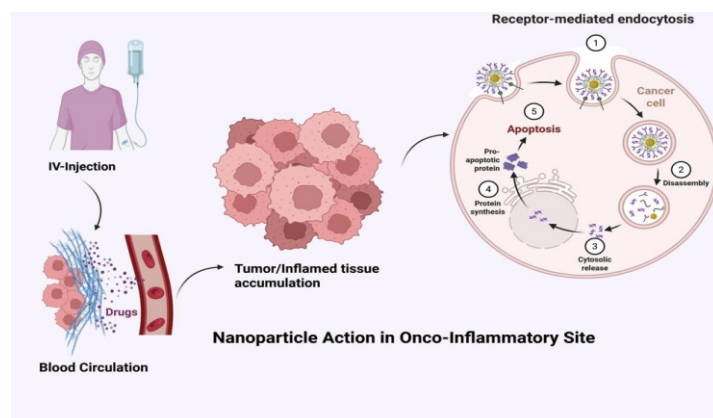 Receptor-mediated endocytosis
1
Cancer
cell
5
Apoptosis
IV-Injection
Pro-
apoptotic
protein
2
Disassembly
4
Protein
synthesis
3
Cytosolic
release
Tumor/Inflamed tissue
accumulation
Drugs
Nanoparticle Action in Onco-Inflammatory Site
Blood Circulation